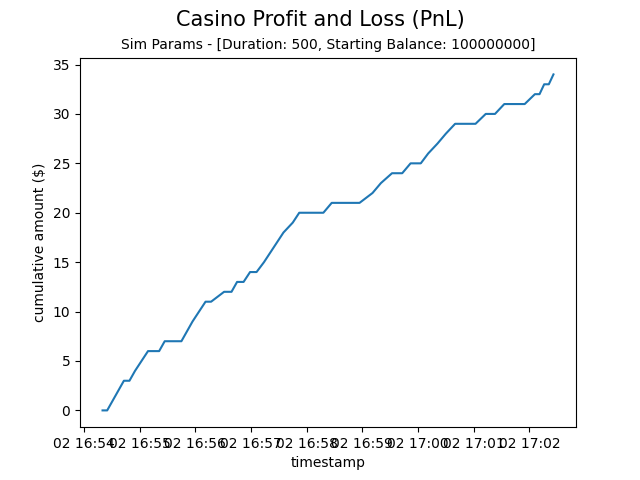 Casino Profit and Loss (PnL)
Sim Params - [Duration: 500, Starting Balance: 100000000]
cumulative amount ($)
35
30
25
20
15
10
5
0
02 16:54 02 16:55 02 16:56 02 16:57 02 16:58 02 16:59 02 17:00 02 17:01 02 17:02
timestamp